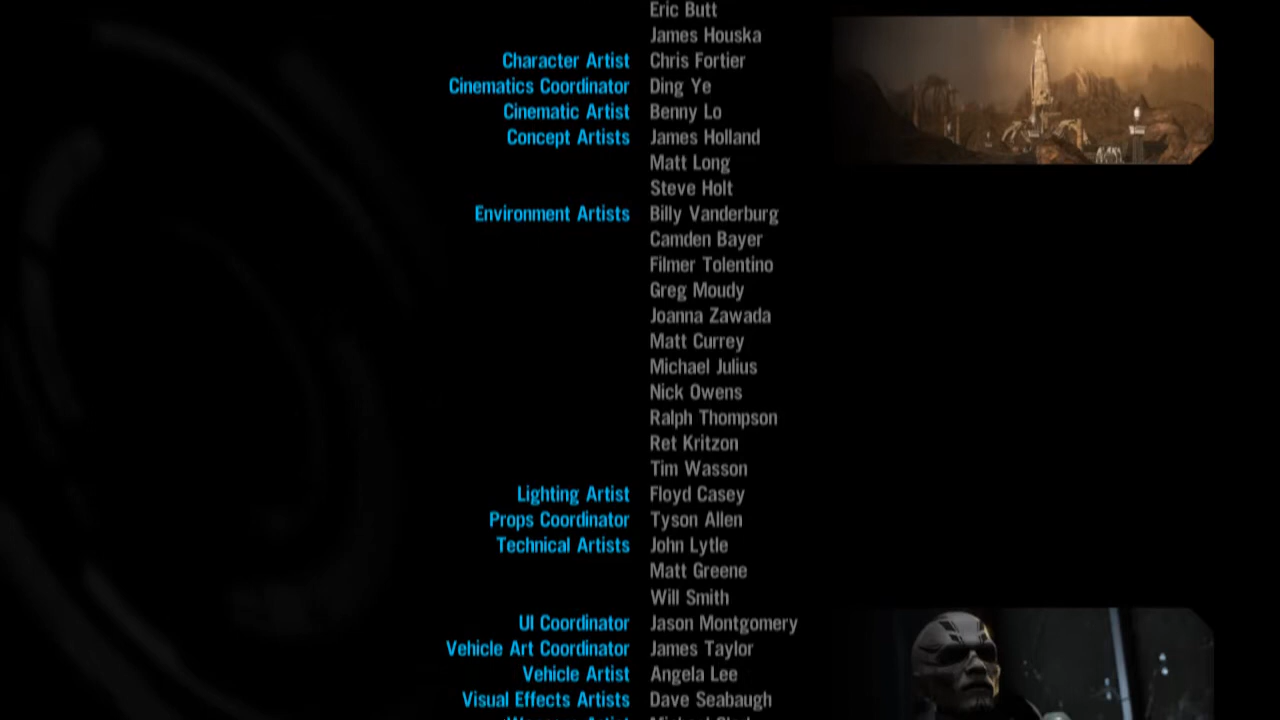 Eric Butt
James Houska
Character Artist Chris Fortier
Cinematics Coordinator Ding Ye
Cinematic Artist Benny Lo
Concept Artists James Holland
Matt Long
Steve Holt
Environment Artists Billy Vanderburg
Camden Bayer
Filmer Tolentino
Greg Moudy
Joanna Zawada
Matt Currey
Michael Julius
Nick Owens
Ralph Thompson
Ret Kritzon
Tim Wasson
Lighting Artist Floyd Casey
Props Coordinator Tyson Allen
Technical Artists John Lytle
Matt Greene
Will Smith
UI Coordinator Jason Montgomery
Vehicle Art Coordinator James Taylor
Vehicle Artist Angela Lee
Visual Effects Artists Dave Seabaugh